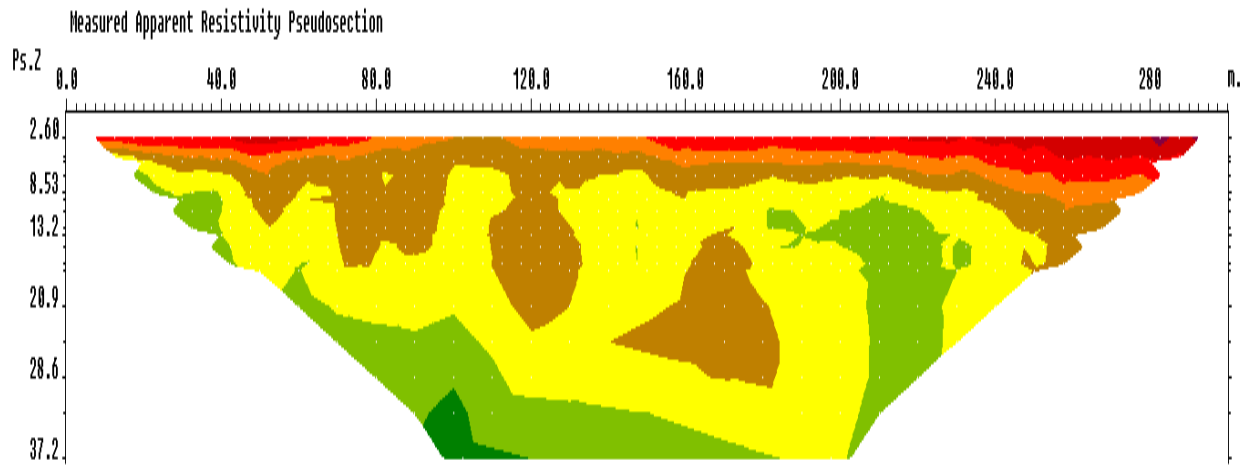 Measured Apparent Resistivity Pseudosection
Ps.Z
0.0 40.0 80.0 120.0 160.0 200.0 240.0 280 m.
2.60
8.53
13.2
20.9
28.6
37.2